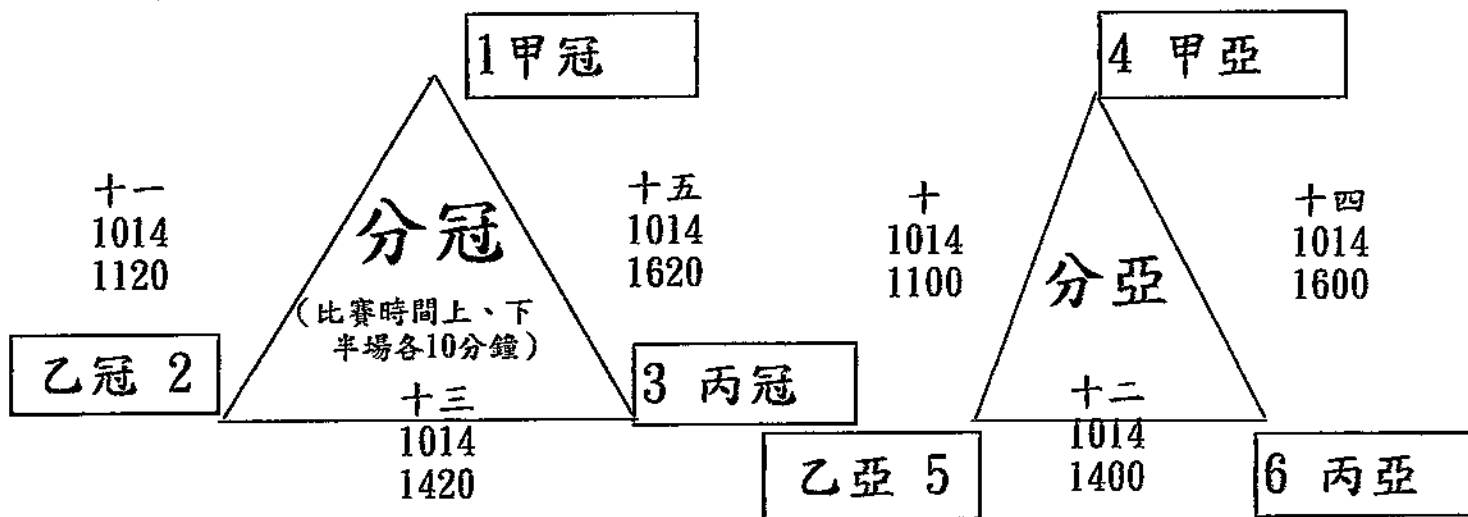 1甲冠
十一
1014
1120
分冠
(比賽時間上、下
半場各10分鐘)
十五
1014
1620
乙冠 2
3 丙冠
十三
1014
1420
4 甲亞
十
1014
1100
分亞
十四
1014
1600
乙亞 5
6 丙亞
十二
1014
1400